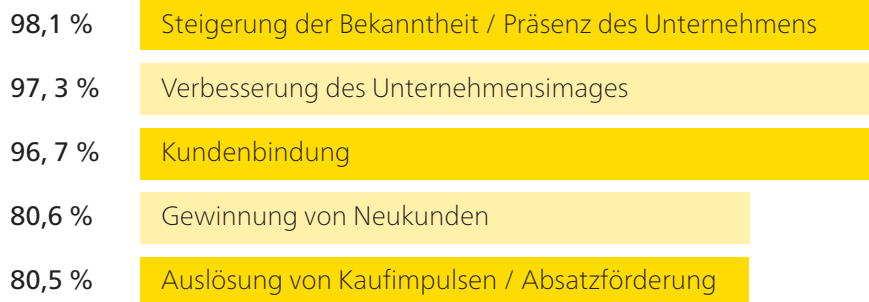 98,1 % Steigerung der Bekanntheit / Präsenz des Unternehmens
97, 3 % Verbesserung des Unternehmensimages
96, 7 % Kundenbindung
80,6 % Gewinnung von Neukunden
80,5 % Auslösung von Kaufimpulsen / Absatzförderung